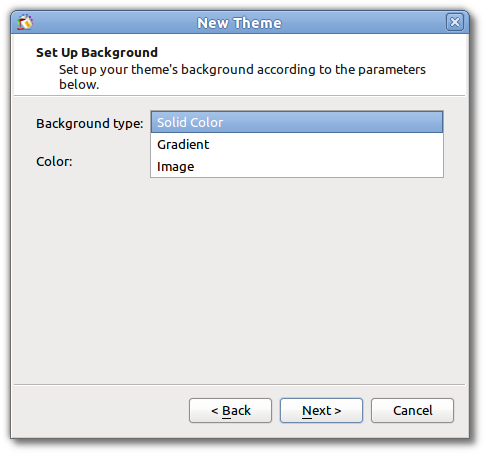 New Theme
Set Up Background
Set up your theme's background according to the parameters
below.
Background type:
Solid Color
Gradient
Color:
Image
< Back
Next >
Cancel